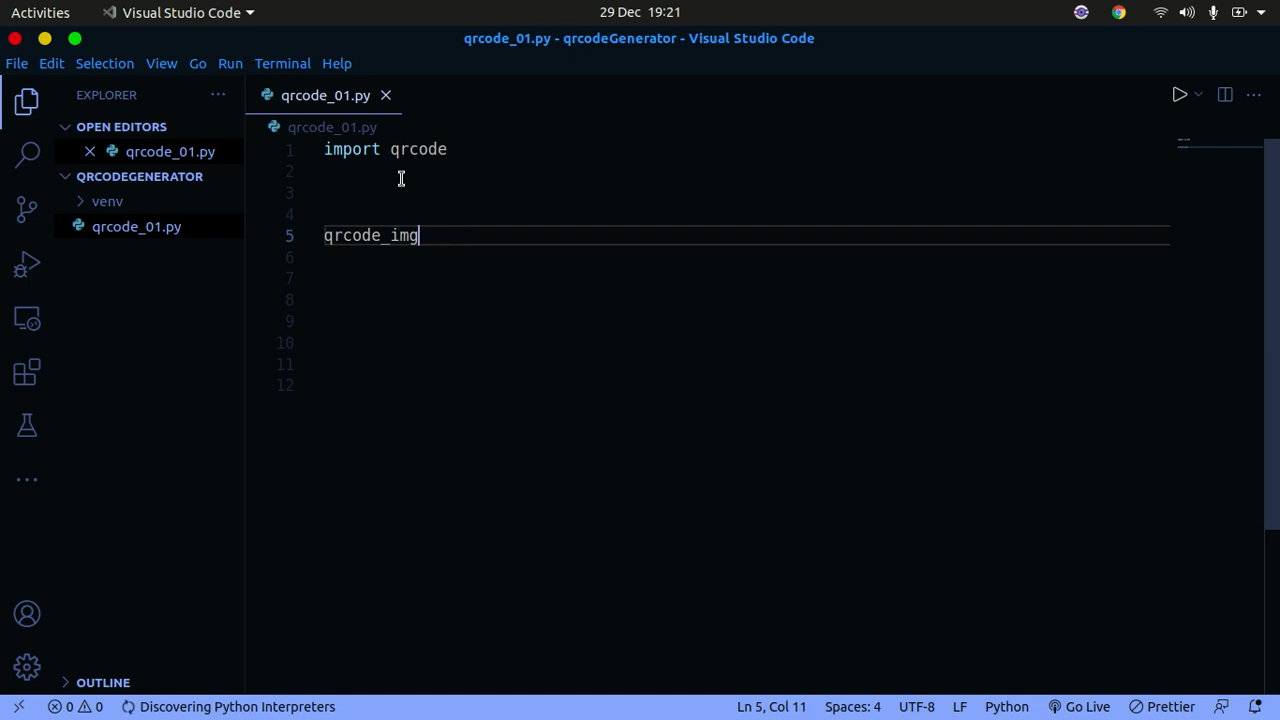 Activities Visual Studio Code 29 Dec 19:21
qrcode_01.py - qrcodeGenerator - Visual Studio Code
File Edit Selection View Go Run Terminal Help
EXPLORER
OPEN EDITORS
qrcode_01.py
QRCODEGENERATOR
venv
qrcode_01.py
OUTLINE
qrcode_01.py
qrcode_01.py
1 import qrcode
2
3
4
5 qrcode_img
6
7
8
9
10
11
12
0 0 Discovering Python Interpreters Ln 5, Col 11 Spaces: 4 UTF-8 LF Python Go Live Prettier